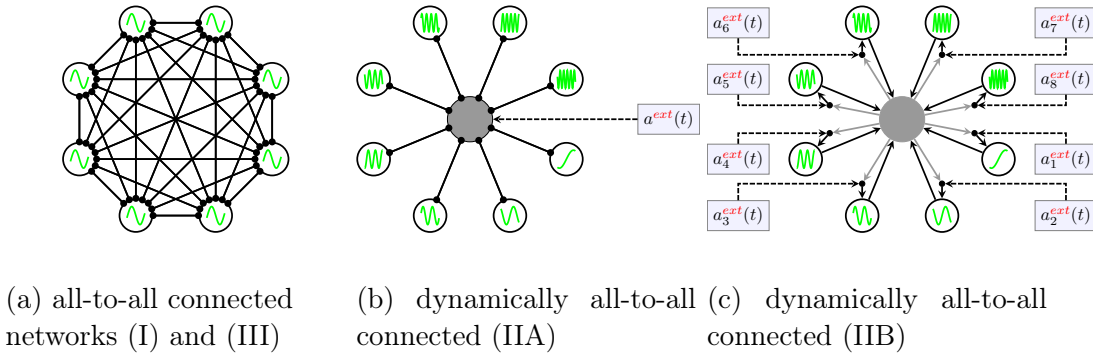 a_6^{ext}(t)
a_7^{ext}(t)
a_5^{ext}(t)
a_8^{ext}(t)
a^{ext}(t)
a_4^{ext}(t)
a_1^{ext}(t)
a_3^{ext}(t)
a_2^{ext}(t)
(a) all-to-all connected
networks (I) and (III)
(b) dynamically all-to-all
connected (IIA)
(c) dynamically all-to-all
connected (IIB)